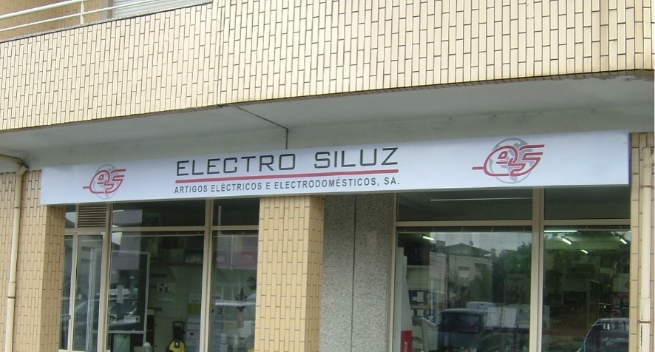 ELECTRO SILUZ
ARTIGOS ELÉCTRICOS E ELECTRODOMÉSTICOS, SA.